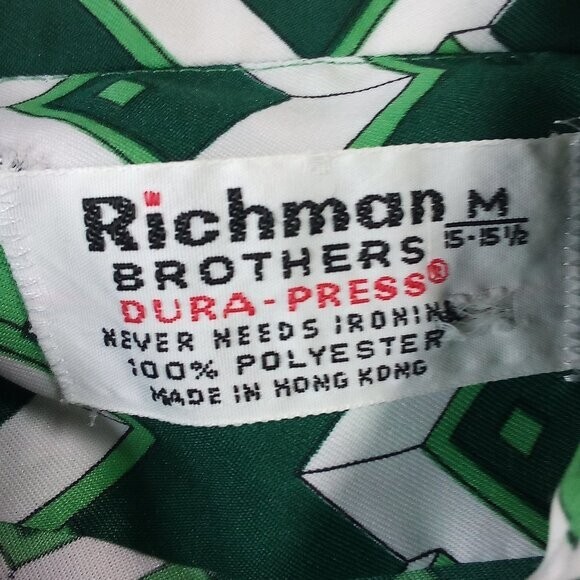 Richman
BROTHERS
DURA-PRESS®
NEVER NEEDS IRONING
100% POLYESTER
MADE IN HONG KONG
M
15-15½